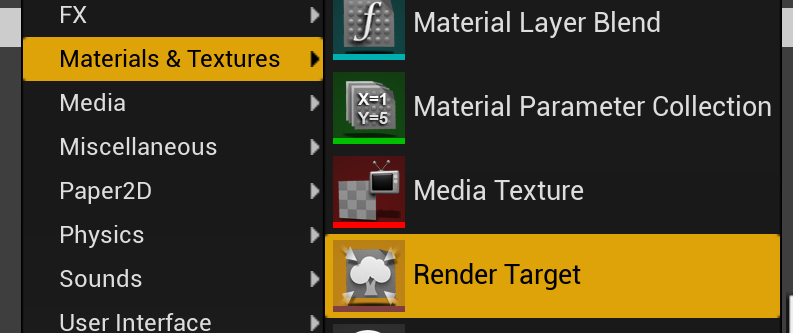 FX
Materials & Textures
Media
Miscellaneous
Paper2D
Physics
Sounds
User Interface
Material Layer Blend
X=1
Y=5
Material Parameter Collection
Media Texture
Render Target